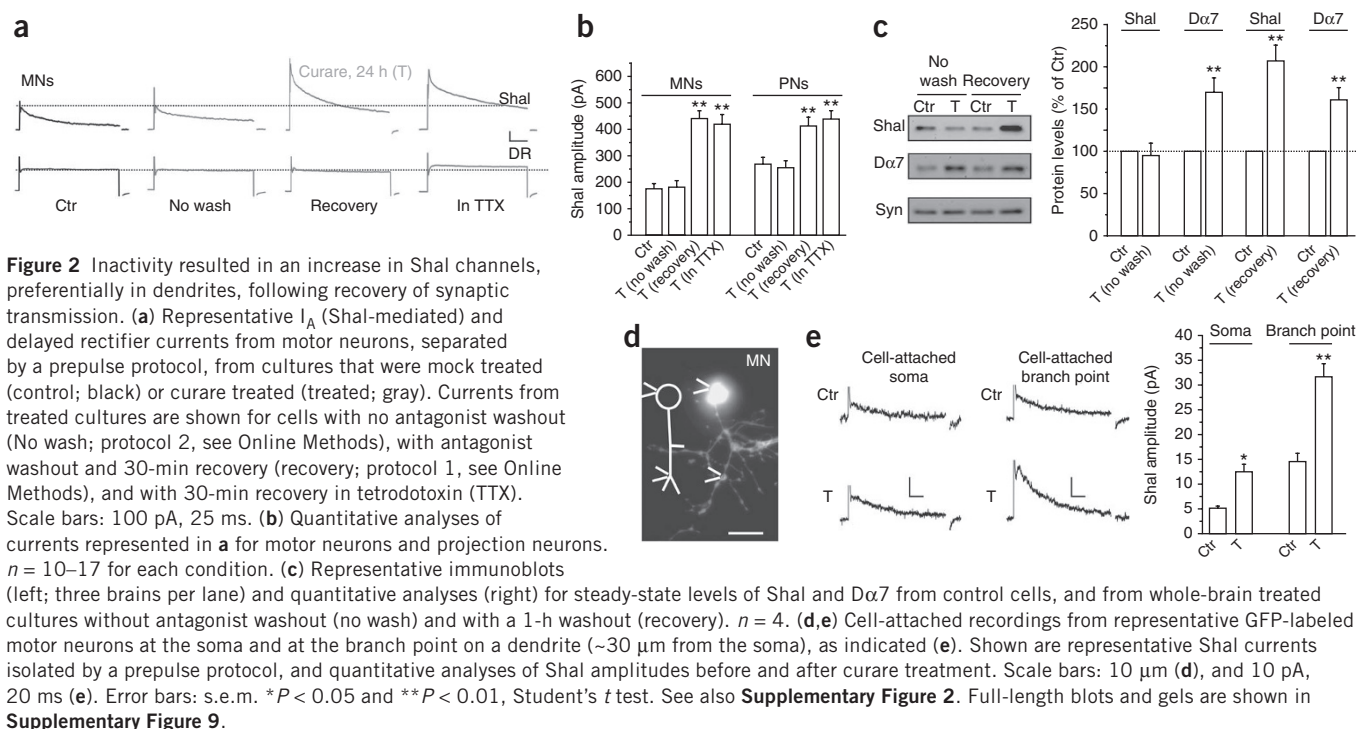 a
MNs
Curare, 24 h (T)
Shal
DR
Ctr
No wash
Recovery
In TTX
b
Shal amplitude (pA)
600
500
400
300
200
100
0
MNs
PNs
**
**
**
**
Ctr
T (no wash)
T (recovery)
T (In TTX)
Ctr
T (no wash)
T (recovery)
T (In TTX)
c
No wash
Recovery
Ctr T Ctr T
Shal
Dα7
Syn
Protein levels (% of Ctr)
250
200
150
100
50
0
Shal Dα7 Shal Dα7
**
**
**
Ctr
T (no wash)
Ctr
T (no wash)
Ctr
T (recovery)
Ctr
T (recovery)
Figure 2 Inactivity resulted in an increase in Shal channels,
preferentially in dendrites, following recovery of synaptic
transmission. (a) Representative IA (Shal-mediated) and
delayed rectifier currents from motor neurons, separated
by a prepulse protocol, from cultures that were mock treated
(control; black) or curare treated (treated; gray). Currents from
treated cultures are shown for cells with no antagonist washout
(No wash; protocol 2, see Online Methods), with antagonist
washout and 30-min recovery (recovery; protocol 1, see Online
Methods), and with 30-min recovery in tetrodotoxin (TTX).
Scale bars: 100 pA, 25 ms. (b) Quantitative analyses of
currents represented in a for motor neurons and projection neurons.
n = 10–17 for each condition. (c) Representative immunoblots
(left; three brains per lane) and quantitative analyses (right) for steady-state levels of Shal and Dα7 from control cells, and from whole-brain treated
cultures without antagonist washout (no wash) and with a 1-h washout (recovery). n = 4. (d,e) Cell-attached recordings from representative GFP-labeled
motor neurons at the soma and at the branch point on a dendrite (~30 μm from the soma), as indicated (e). Shown are representative Shal currents
isolated by a prepulse protocol, and quantitative analyses of Shal amplitudes before and after curare treatment. Scale bars: 10 μm (d), and 10 pA,
20 ms (e). Error bars: s.e.m. *P < 0.05 and **P < 0.01, Student's t test. See also Supplementary Figure 2. Full-length blots and gels are shown in
Supplementary Figure 9.
d
MN
e
Cell-attached
soma
Cell-attached
branch point
Ctr
Ctr
T
T
Shal amplitude (pA)
40
35
30
25
20
15
10
5
0
Soma
Branch point
*
**
Ctr
T
Ctr
T